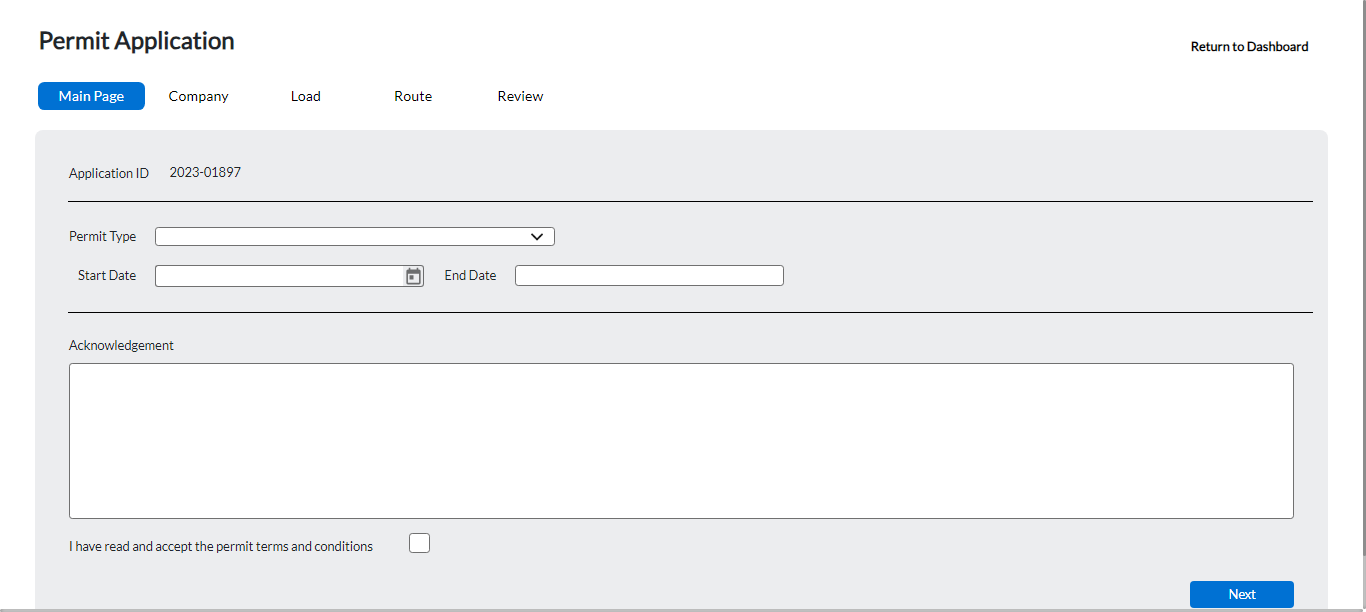 Permit Application
Return to Dashboard
Main Page Company Load Route Review
Application ID 2023-01897
Permit Type
Start Date End Date
Acknowledgement
I have read and accept the permit terms and conditions
Next